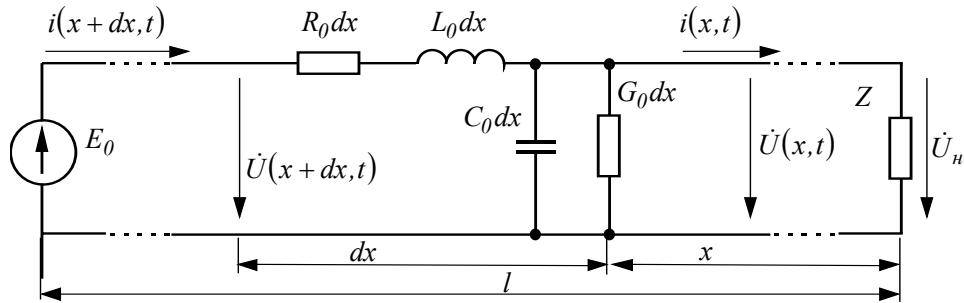 i(x+dx,t)
R₀dx
L₀dx
i(x,t)
E₀
U̇(x+dx,t)
C₀dx
G₀dx
U̇(x,t)
Z
U̇н
dx
x
l